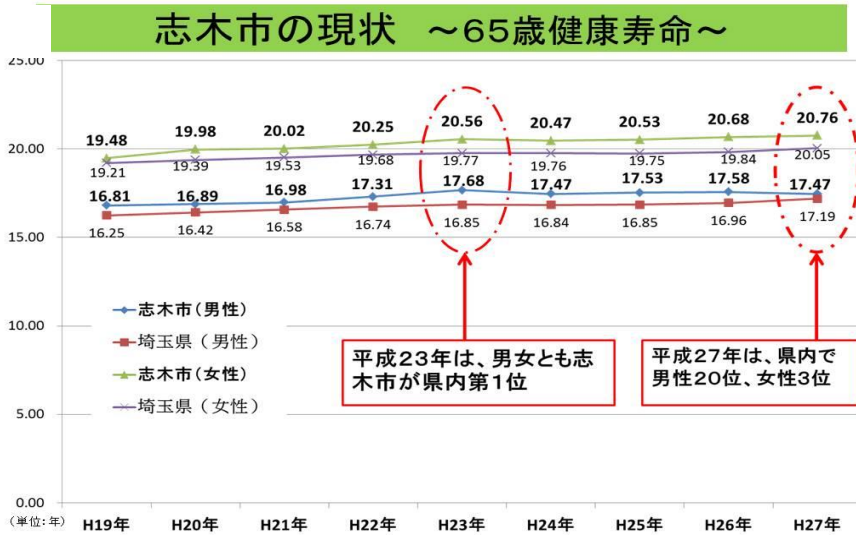 志木市の現状 ～65歳健康寿命～
25.00
20.00
15.00
10.00
5.00
0.00
19.48 19.98 20.02 20.25 20.56 20.47 20.53 20.68 20.76
19.21 19.39 19.53 19.68 19.77 19.76 19.75 19.84 20.05
16.81 16.89 16.98 17.31 17.68 17.47 17.53 17.58 17.47
16.25 16.42 16.58 16.74 16.85 16.84 16.85 16.96 17.19
志木市(男性)
埼玉県(男性)
志木市(女性)
埼玉県(女性)
平成23年は、男女とも志
木市が県内第1位
平成27年は、県内で
男性20位、女性3位
(単位:年) H19年 H20年 H21年 H22年 H23年 H24年 H25年 H26年 H27年